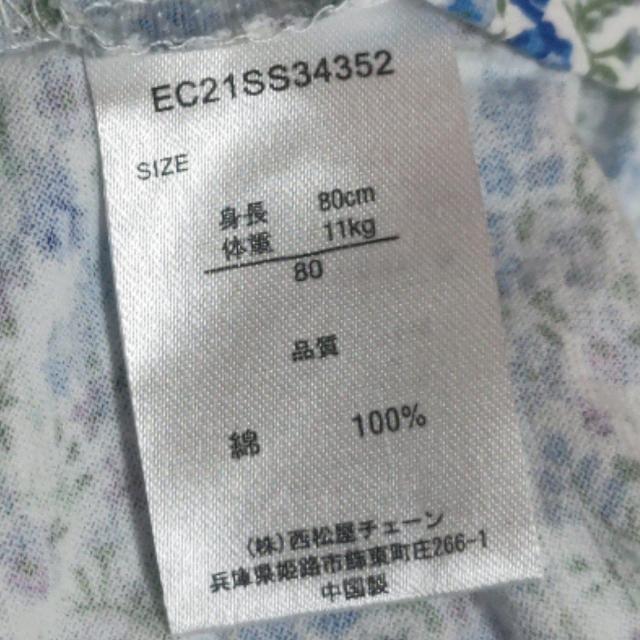 EC21SS34352
SIZE
身長 80cm
体重 11kg
80
品質
綿 100%
(株)西松屋チェーン
兵庫県姫路市飾東町庄266-1
中国製